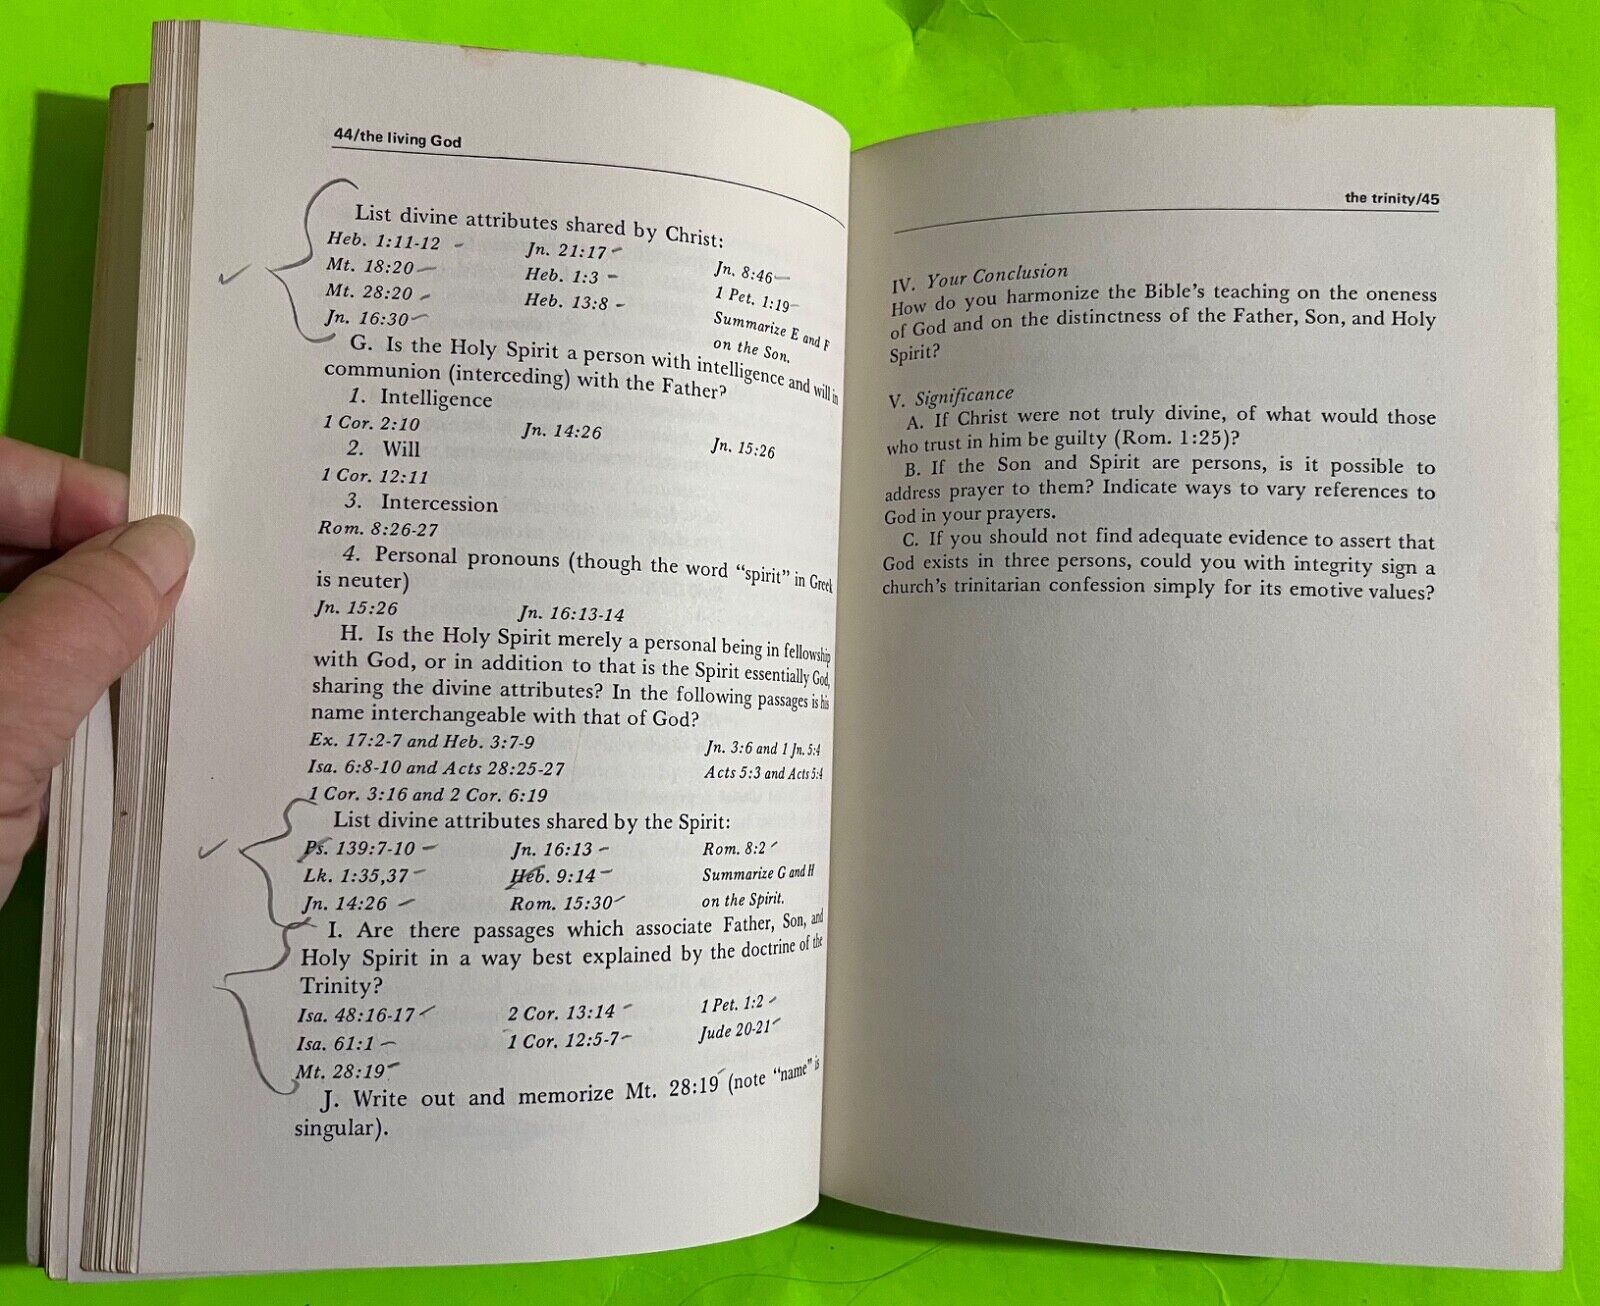 44/the living God
List divine attributes shared by Christ:
Heb. 1:11-12 Jn. 21:17 Jn. 8:46
Mt. 18:20 Heb. 1:3 1 Pet. 1:19
Mt. 28:20 Heb. 13:8 Summarize E and F
Jn. 16:30 on the Son.
G. Is the Holy Spirit a person with intelligence and will in
communion (interceding) with the Father?
1. Intelligence
1 Cor. 2:10 Jn. 14:26 Jn. 15:26
2. Will
1 Cor. 12:11
3. Intercession
Rom. 8:26-27
4. Personal pronouns (though the word "spirit" in Greek
is neuter)
Jn. 15:26 Jn. 16:13-14
H. Is the Holy Spirit merely a personal being in fellowship
with God, or in addition to that is the Spirit essentially God,
sharing the divine attributes? In the following passages is his
name interchangeable with that of God?
Ex. 17:2-7 and Heb. 3:7-9 Jn. 3:6 and 1 Jn. 5:4
Isa. 6:8-10 and Acts 28:25-27 Acts 5:3 and Acts 5:4
1 Cor. 3:16 and 2 Cor. 6:19
List divine attributes shared by the Spirit:
Ps. 139:7-10 Jn. 16:13 Rom. 8:2
Lk. 1:35,37 Heb. 9:14 Summarize G and H
Jn. 14:26 Rom. 15:30 on the Spirit.
I. Are there passages which associate Father, Son, and
Holy Spirit in a way best explained by the doctrine of the
Trinity?
Isa. 48:16-17 2 Cor. 13:14 1 Pet. 1:2
Isa. 61:1 1 Cor. 12:5-7 Jude 20-21
Mt. 28:19
J. Write out and memorize Mt. 28:19 (note "name" is
singular).
the trinity/45
IV. Your Conclusion
How do you harmonize the Bible's teaching on the oneness
of God and on the distinctness of the Father, Son, and Holy
Spirit?
V. Significance
A. If Christ were not truly divine, of what would those
who trust in him be guilty (Rom. 1:25)?
B. If the Son and Spirit are persons, is it possible to
address prayer to them? Indicate ways to vary references to
God in your prayers.
C. If you should not find adequate evidence to assert that
God exists in three persons, could you with integrity sign a
church's trinitarian confession simply for its emotive values?